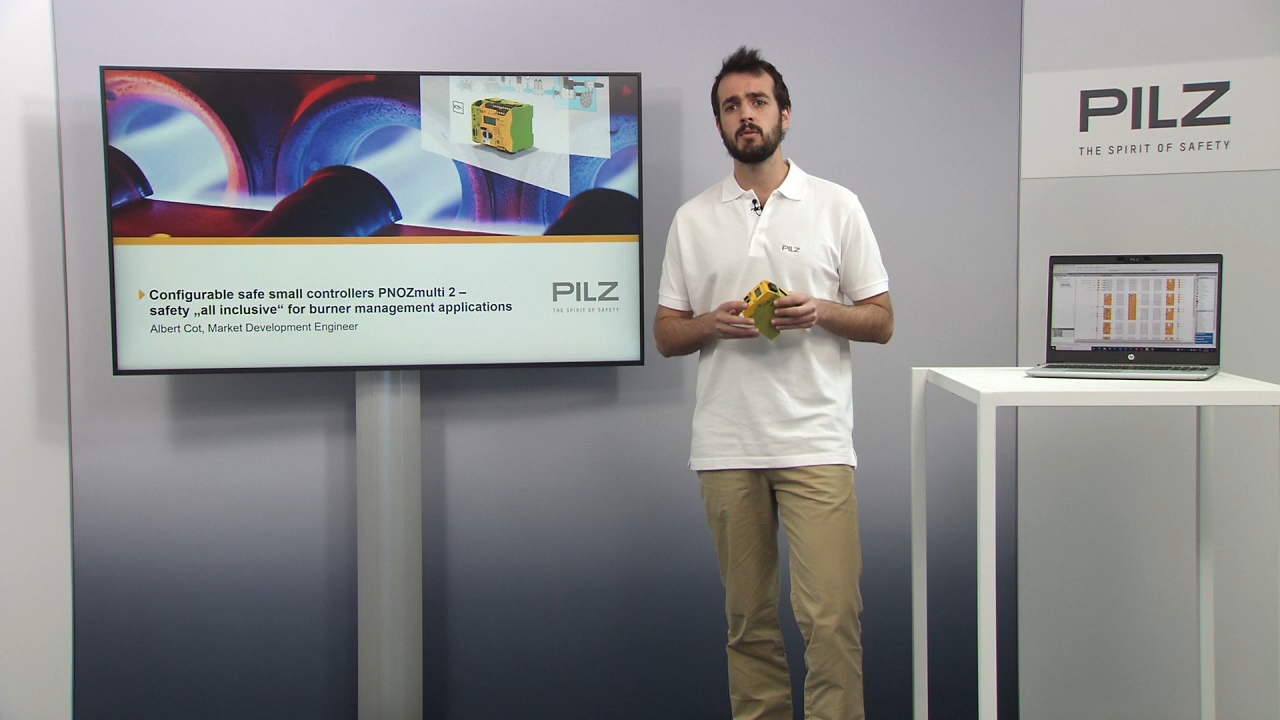 Configurable safe small controllers PNOZmulti 2 –
safety „all inclusive“ for burner management applications
Albert Cot, Market Development Engineer
PILZ
THE SPIRIT OF SAFETY
PILZ
PILZ
THE SPIRIT OF SAFETY
hp